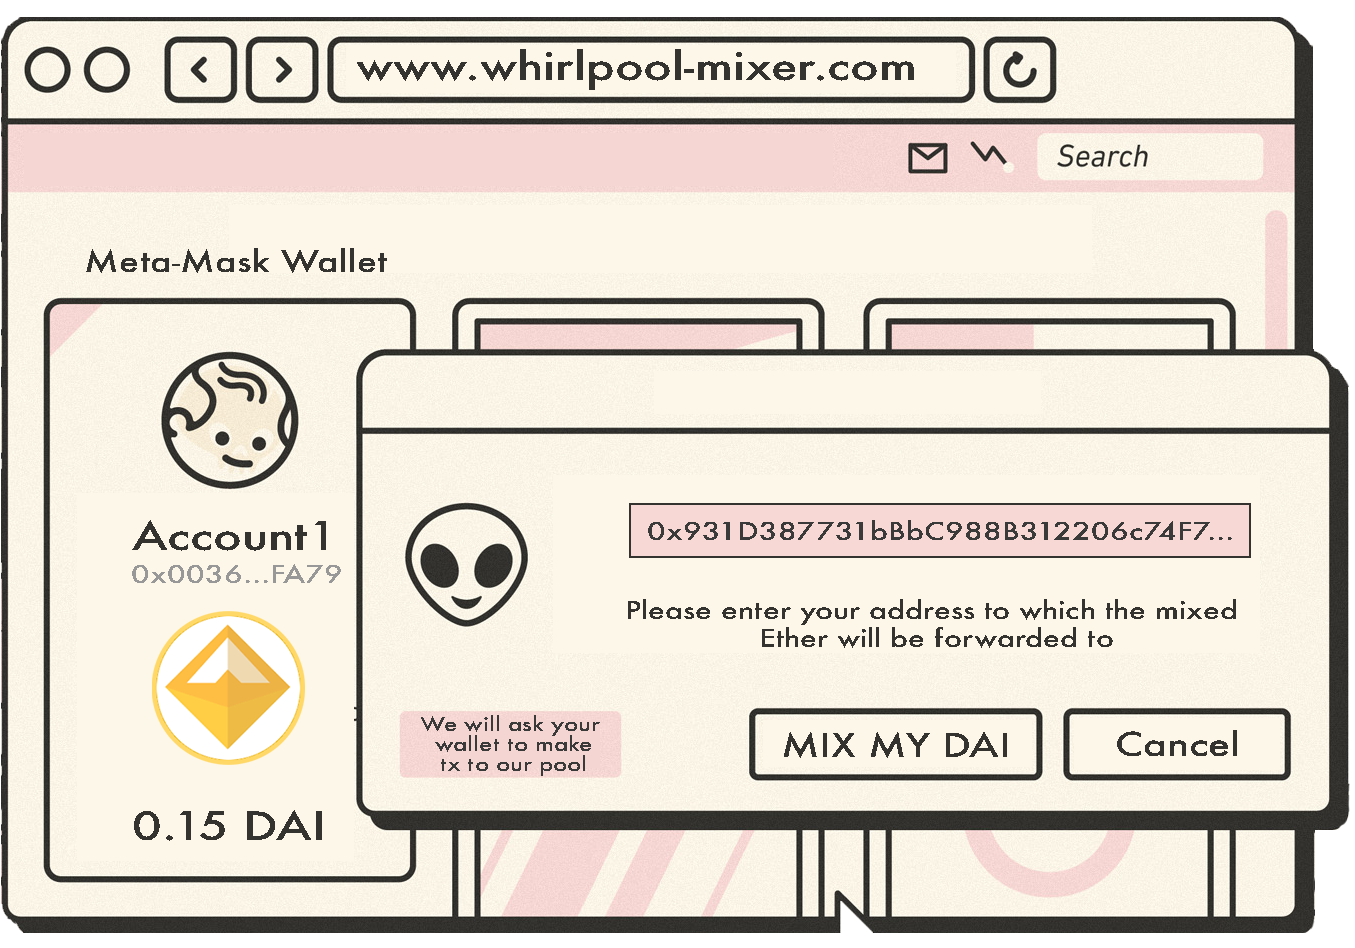 www.whirlpool-mixer.com
Search
Meta-Mask Wallet
Account1
0x0036...FA79
0.15 DAI
0x931D387731bBbC988B312206c74F7...
Please enter your address to which the mixed
Ether will be forwarded to
We will ask your
wallet to make
tx to our pool
MIX MY DAI
Cancel